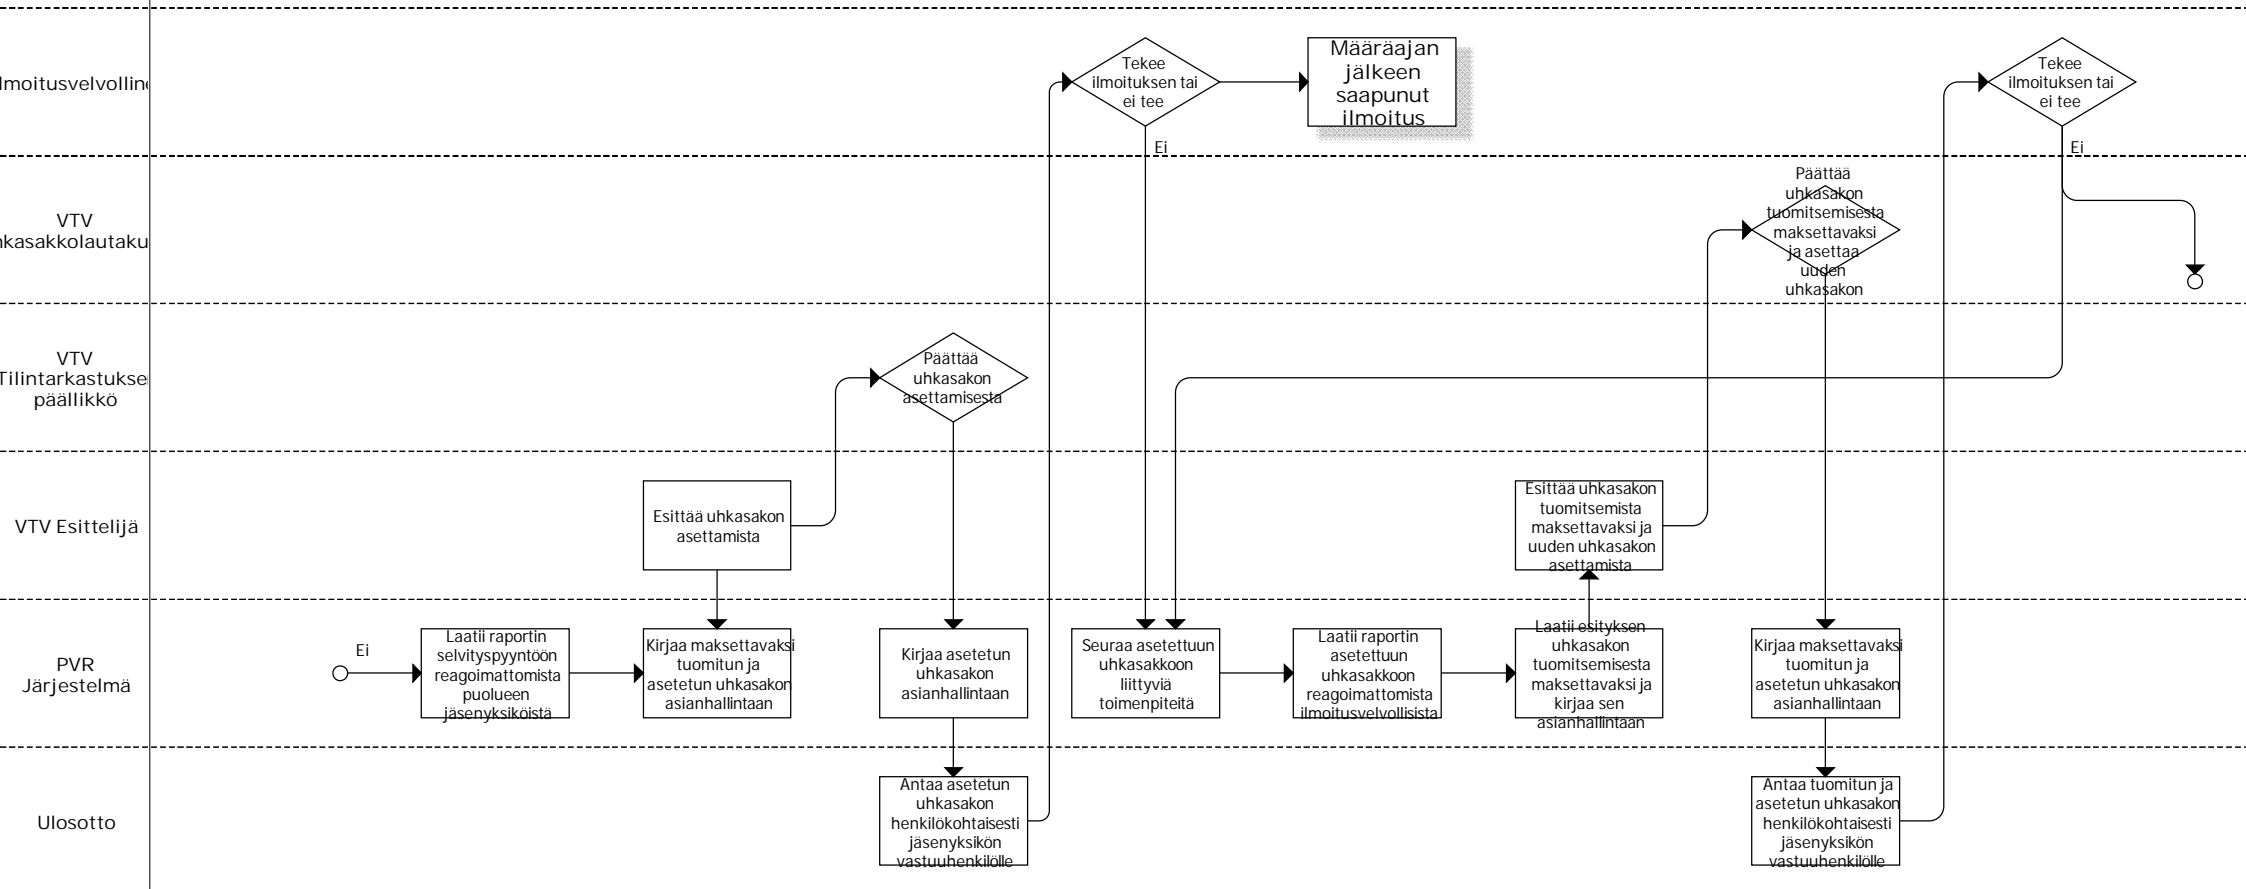 lmoitusvelvolline
Tekee
ilmoituksen tai
ei tee
Ei
Määräajan
jälkeen
saapunut
ilmoitus
Tekee
ilmoituksen tai
ei tee
Ei
VTV
hkasakkolautaku
Päättää
uhkasakon
tuomitsemisesta
maksettavaksi
ja asettaa
uuden
uhkasakon
VTV
Tilintarkastukse
päällikkö
Päättää
uhkasakon
asettamisesta
VTV Esittelijä
Esittää uhkasakon
asettamista
Esittää uhkasakon
tuomitsemista
maksettavaksi ja
uuden uhkasakon
asettamista
PVR
Järjestelmä
Ei
Laatii raportin
selvityspyyntöön
reagoimattomista
puolueen
jäsenyksiköistä
Kirjaa maksettavaksi
tuomitun ja
asetetun uhkasakon
asianhallintaan
Kirjaa asetetun
uhkasakon
asianhallintaan
Seuraa asetettuun
uhkasakkoon
liittyviä
toimenpiteitä
Laatii raportin
asetettuun
uhkasakkoon
reagoimattomista
ilmoitusvelvollisista
Laatii esityksen
uhkasakon
tuomitsemisesta
maksettavaksi ja
kirjaa sen
asianhallintaan
Kirjaa maksettavaksi
tuomitun ja
asetetun uhkasakon
asianhallintaan
Ulosotto
Antaa asetetun
uhkasakon
henkilökohtaisesti
jäsenyksikön
vastuuhenkilölle
Antaa tuomitun ja
asetetun uhkasakon
henkilökohtaisesti
jäsenyksikön
vastuuhenkilölle